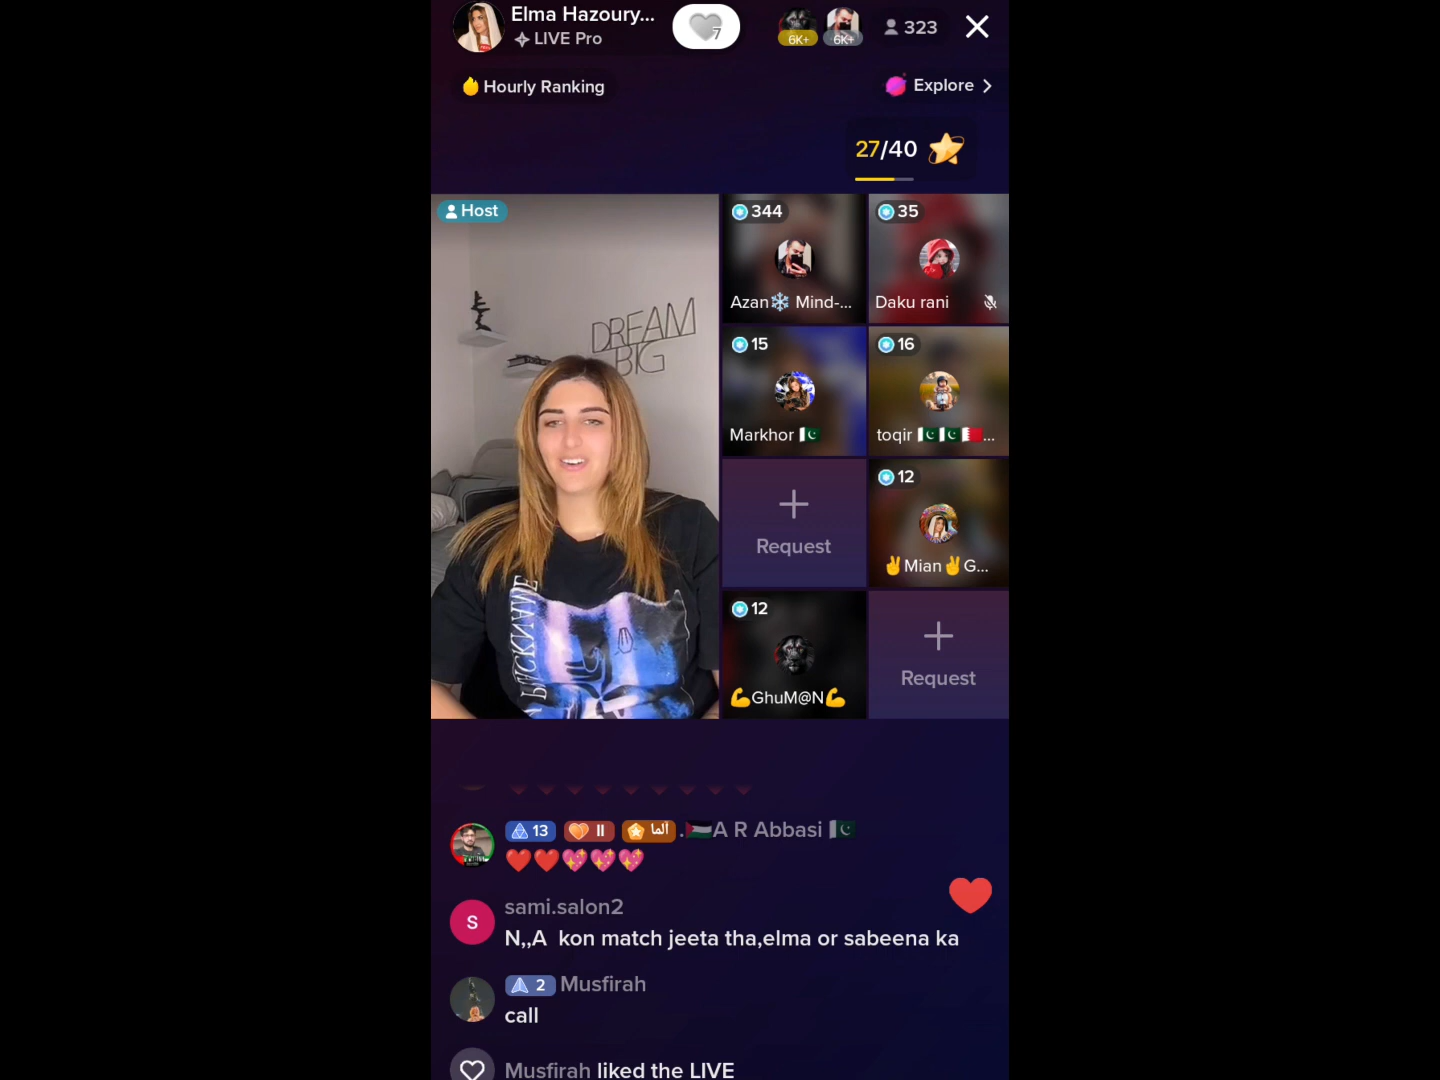 Elma Hazoury...
LIVE Pro
7
6K+
6K+
323
Hourly Ranking
Explore
27/40
Host
344
Azan❄️ Mind-...
35
Daku rani
DREAM
BIG
15
Markhor 🇵🇰
16
toqir 🇵🇰🇵🇰🇧🇭...
Request
12
✌️Mian✌️G...
12
💪GhuM@N💪
Request
13 II ألما .🇵🇸A R Abbasi 🇵🇰
❤️❤️💖💖💖
sami.salon2
S
N,,A kon match jeeta tha,elma or sabeena ka
2 Musfirah
call
Musfirah liked the LIVE